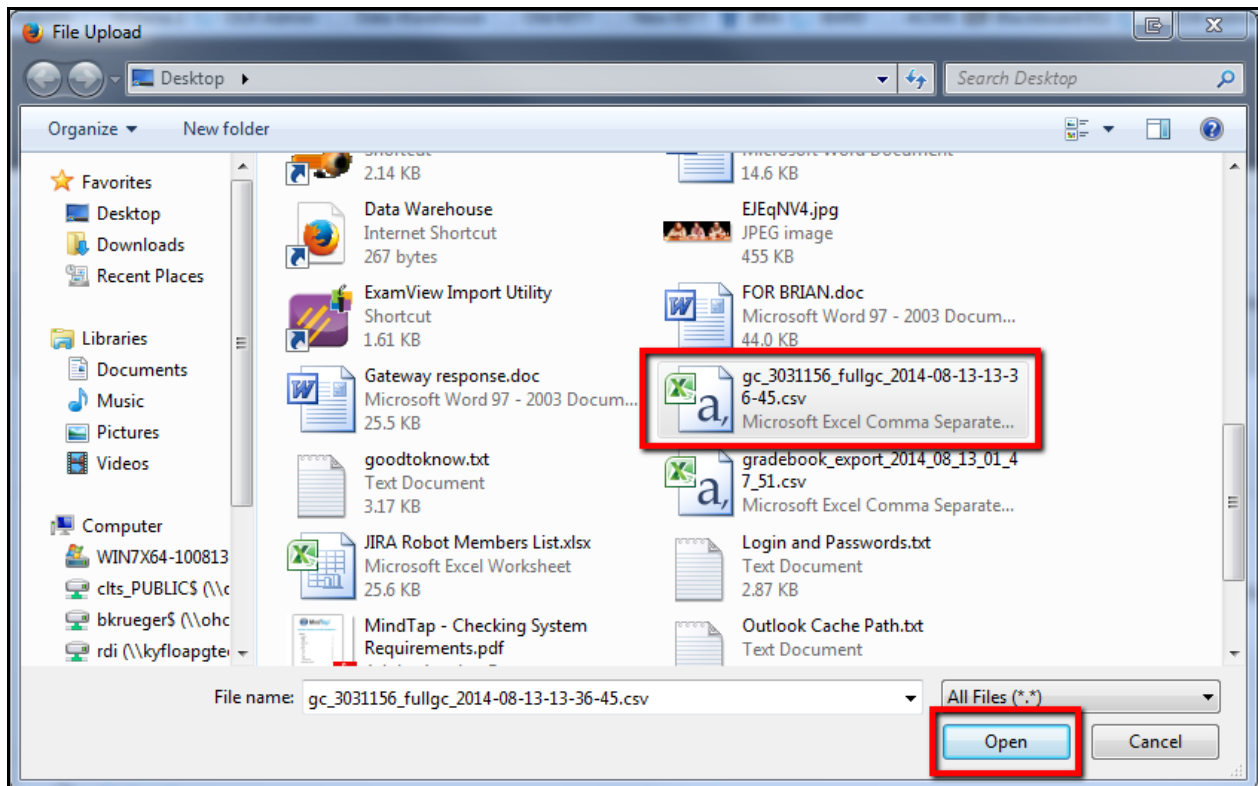 File Upload
Desktop
Search Desktop
Organize
New folder
Favorites
Desktop
Downloads
Recent Places
Libraries
Documents
Music
Pictures
Videos
Computer
WIN7X64-100813
clts_PUBLIC$ (\\c
bkrueger$ (\\ohc
rdi (\\kyfloapgte
Shortcut
2.14 KB
Microsoft Word Document
14.6 KB
Data Warehouse
Internet Shortcut
267 bytes
EJEqNV4.jpg
JPEG image
455 KB
ExamView Import Utility
Shortcut
1.61 KB
FOR BRIAN.doc
Microsoft Word 97 - 2003 Docum...
44.0 KB
Gateway response.doc
Microsoft Word 97 - 2003 Docum...
25.5 KB
gc_3031156_fullgc_2014-08-13-13-3
6-45.csv
Microsoft Excel Comma Separate...
goodtoknow.txt
Text Document
3.17 KB
gradebook_export_2014_08_13_01_4
7_51.csv
Microsoft Excel Comma Separate...
JIRA Robot Members List.xlsx
Microsoft Excel Worksheet
25.6 KB
Login and Passwords.txt
Text Document
2.87 KB
MindTap - Checking System
Requirements.pdf
Outlook Cache Path.txt
Text Document
File name:
gc_3031156_fullgc_2014-08-13-13-36-45.csv
All Files (*.*)
Open
Cancel